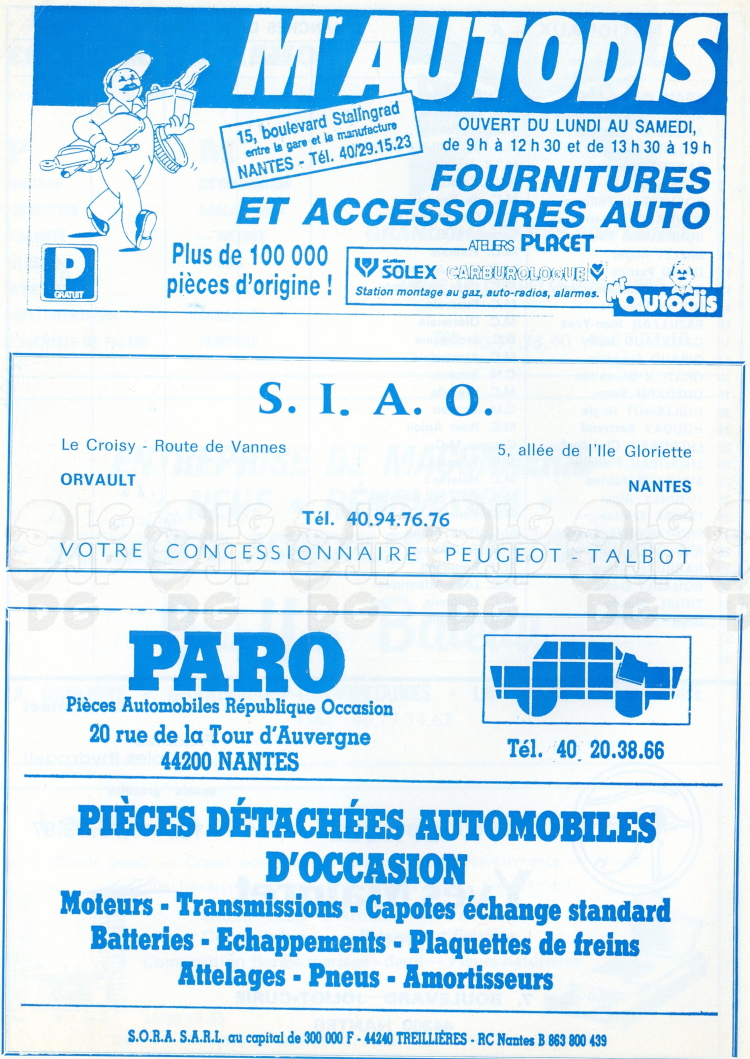 Mr AUTODIS
15, boulevard Stalingrad
entre la gare et la manufacture
NANTES - Tél. 40/29.15.23
OUVERT DU LUNDI AU SAMEDI,
de 9 h à 12 h 30 et de 13 h 30 à 19 h
FOURNITURES
ET ACCESSOIRES AUTO
P
GRATUIT
Plus de 100 000
pièces d'origine !
ATELIERS PLACET
SOLEX CARBUROLOGUE
Station montage au gaz, auto-radios, alarmes.
Mr autodis
S. I. A. O.
Le Croisy - Route de Vannes
ORVAULT
5, allée de l'Ile Gloriette
NANTES
Tél. 40.94.76.76
VOTRE CONCESSIONNAIRE PEUGEOT - TALBOT
PARO
Pièces Automobiles République Occasion
20 rue de la Tour d'Auvergne
44200 NANTES
Tél. 40 20.38.66
PIÈCES DÉTACHÉES AUTOMOBILES
D'OCCASION
Moteurs - Transmissions - Capotes échange standard
Batteries - Echappements - Plaquettes de freins
Attelages - Pneus - Amortisseurs
S.O.R.A. S.A.R.L. au capital de 300 000 F - 44240 TREILLIÈRES - RC Nantes B 863 800 439